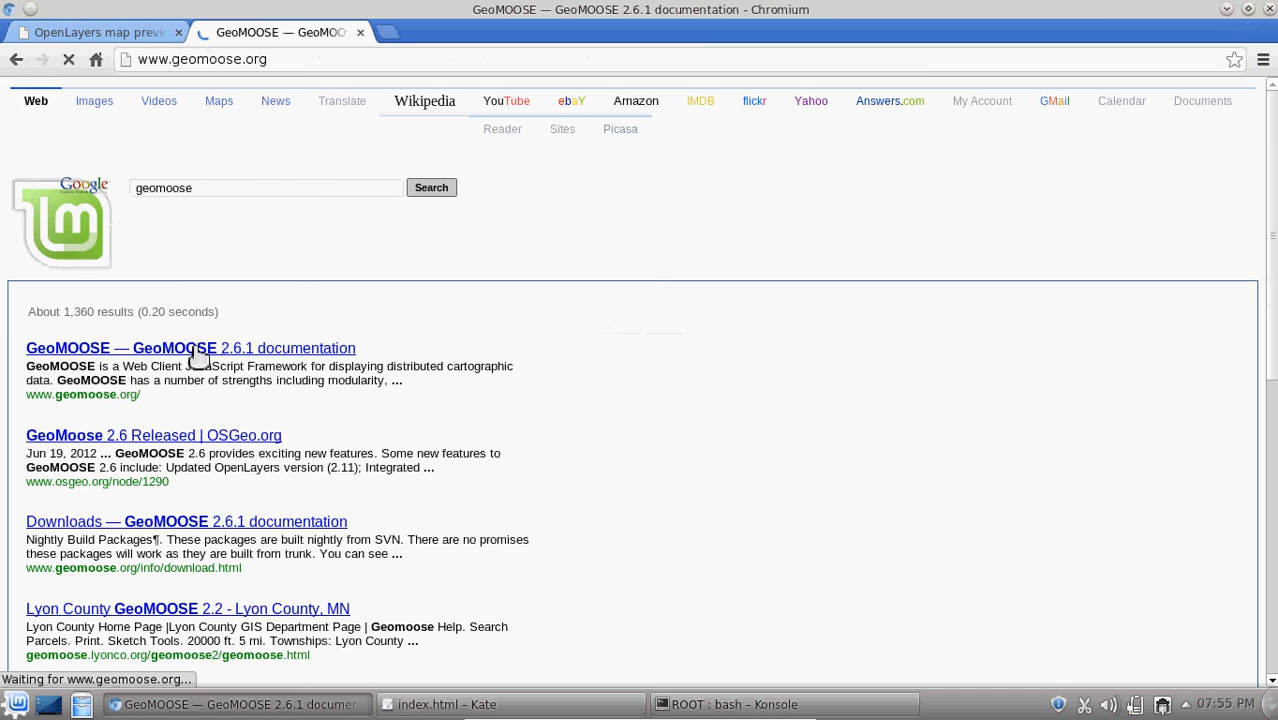 GeoMOOSE — GeoMOOSE 2.6.1 documentation - Chromium
OpenLayers map previ
GeoMOOSE — GeoMOO
www.geomoose.org
Web Images Videos Maps News Translate Wikipedia YouTube ebaY Amazon IMDB flickr Yahoo Answers.com My Account GMail Calendar Documents
Reader Sites Picasa
Google
geomoose Search
About 1,360 results (0.20 seconds)
GeoMOOSE — GeoMOOSE 2.6.1 documentation
GeoMOOSE is a Web Client JavaScript Framework for displaying distributed cartographic
data. GeoMOOSE has a number of strengths including modularity, ...
www.geomoose.org/
GeoMoose 2.6 Released | OSGeo.org
Jun 19, 2012 ... GeoMOOSE 2.6 provides exciting new features. Some new features to
GeoMOOSE 2.6 include: Updated OpenLayers version (2.11); Integrated ...
www.osgeo.org/node/1290
Downloads — GeoMOOSE 2.6.1 documentation
Nightly Build Packages¶. These packages are built nightly from SVN. There are no promises
these packages will work as they are built from trunk. You can see ...
www.geomoose.org/info/download.html
Lyon County GeoMOOSE 2.2 - Lyon County, MN
Lyon County Home Page |Lyon County GIS Department Page | Geomoose Help. Search
Parcels. Print. Sketch Tools. 20000 ft. 5 mi. Townships: Lyon County ...
geomoose.lyonco.org/geomoose2/geomoose.html
Waiting for www.geomoose.org...
GeoMOOSE — GeoMOOSE 2.6.1 documer
index.html – Kate
ROOT : bash – Konsole
07:55 PM